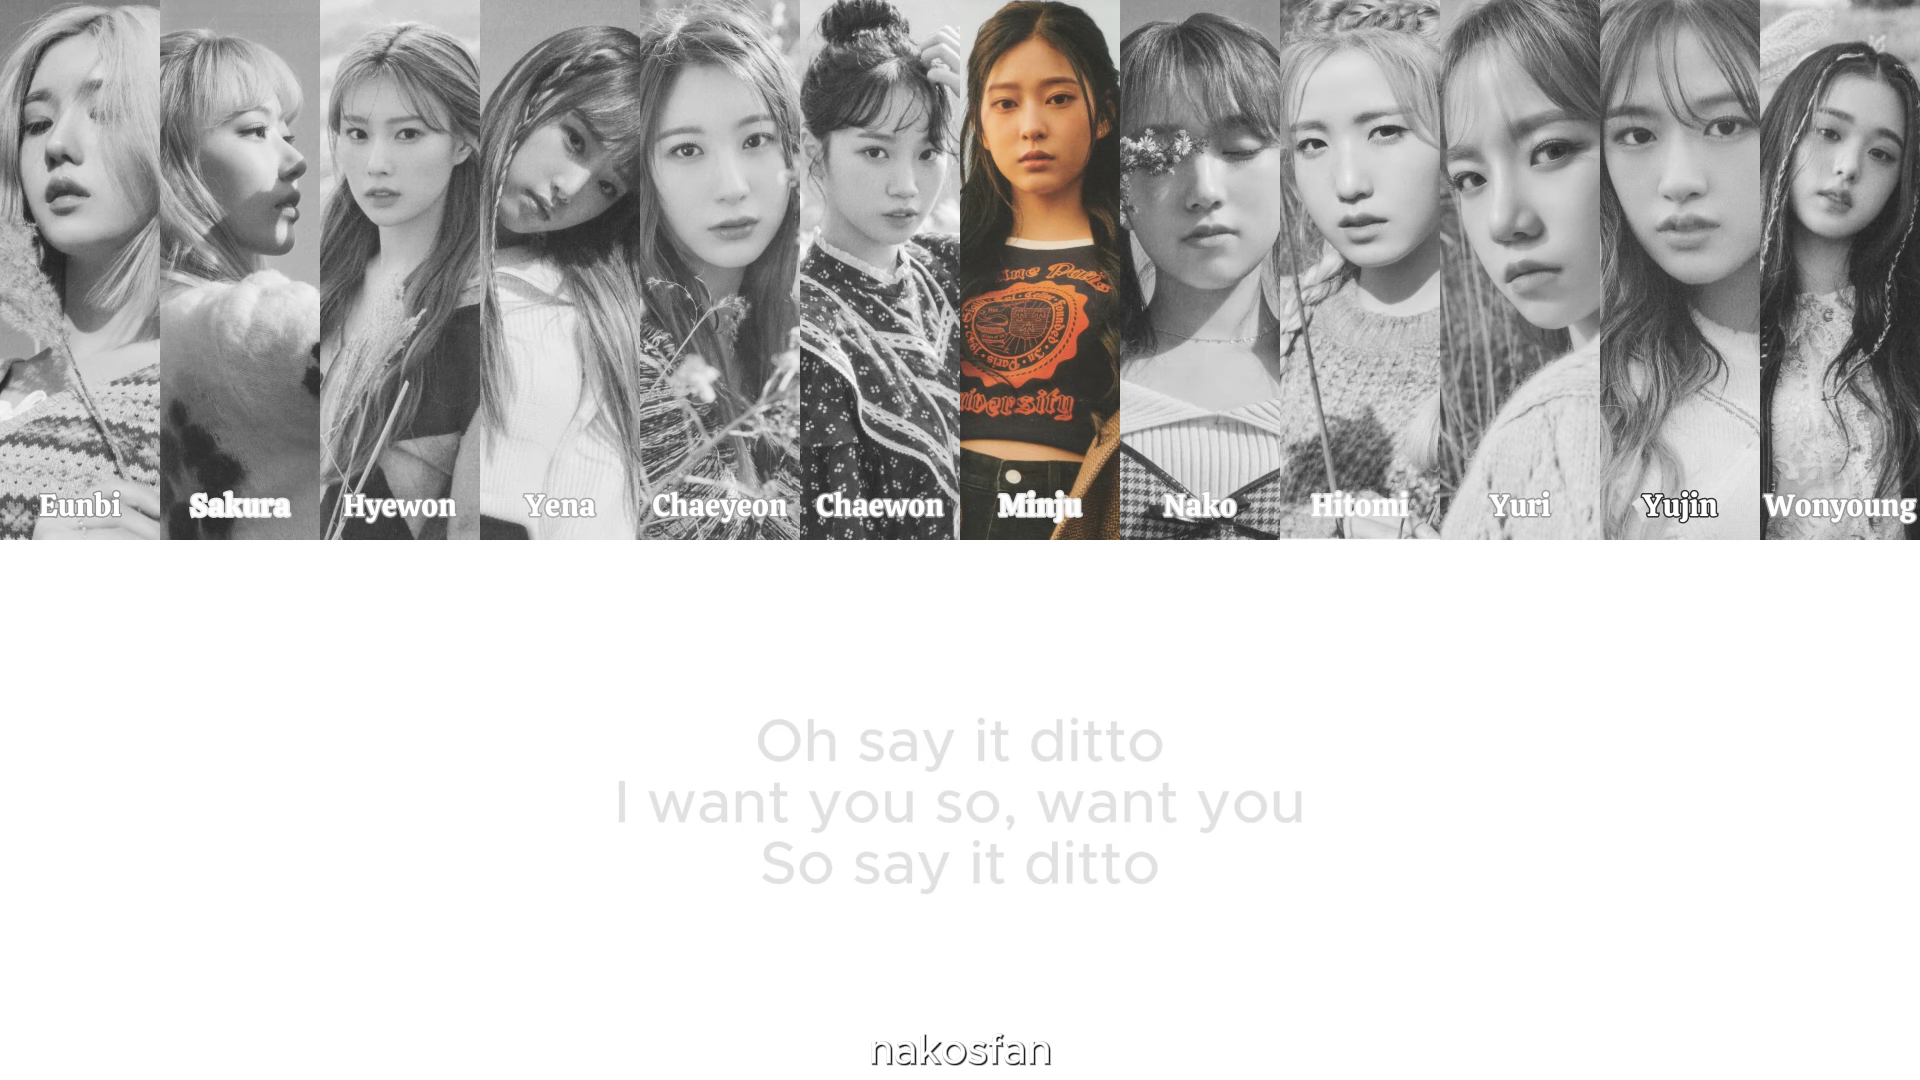 Eunbi
Sakura
Hyewon
Yena
Chaeyeon
Chaewon
Minju
Nako
Hitomi
Yuri
Yujin
Wonyoung
Oh say it ditto
I want you so, want you
So say it ditto
nakosfan